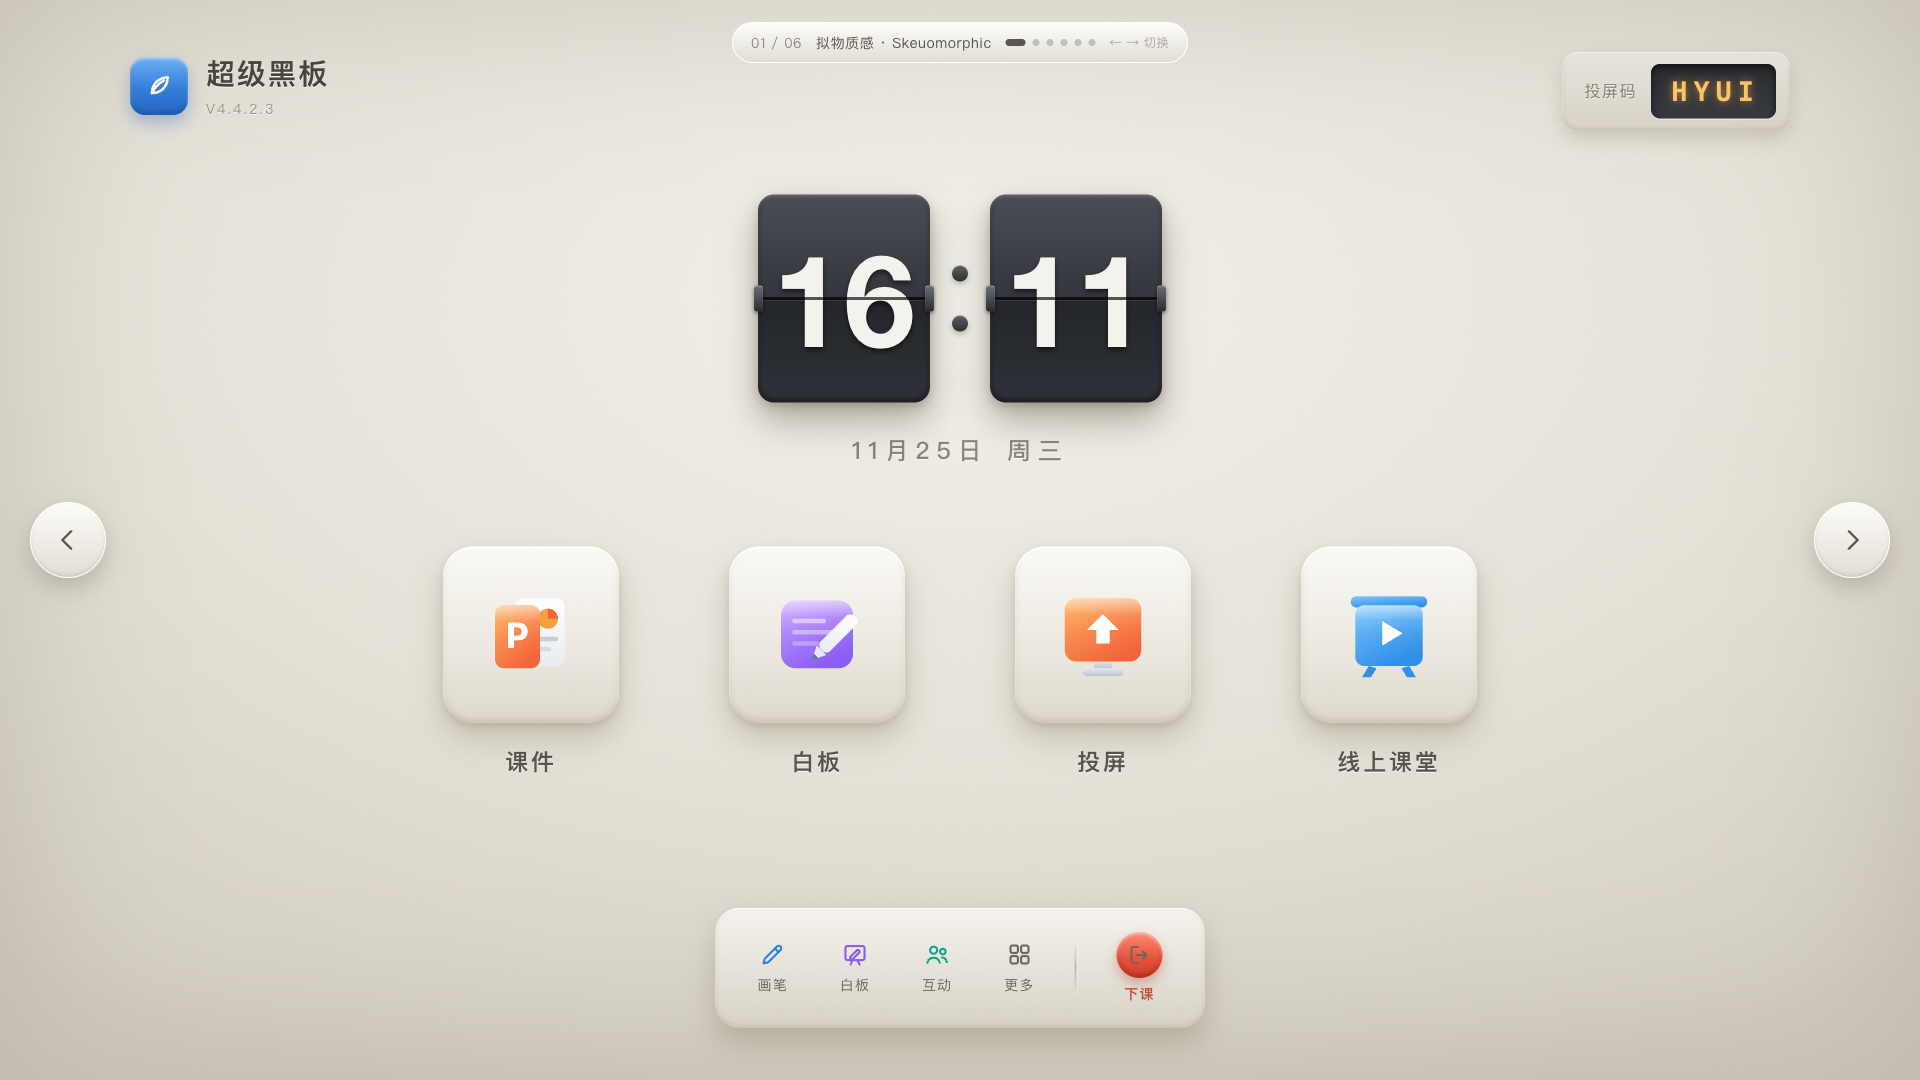 01 / 06 拟物质感 · Skeuomorphic ← → 切换
超级黑板
V4.4.2.3
投屏码 HYUI
16:11
11月25日 周三
P
课件 白板 投屏 线上课堂
画笔 白板 互动 更多 下课